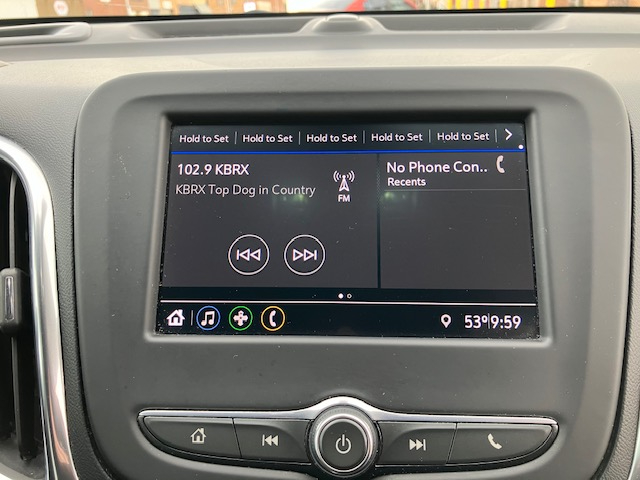 Hold to Set Hold to Set Hold to Set Hold to Set Hold to Set
102.9 KBRX
KBRX Top Dog in Country
FM
No Phone Con..
Recents
53° 9:59